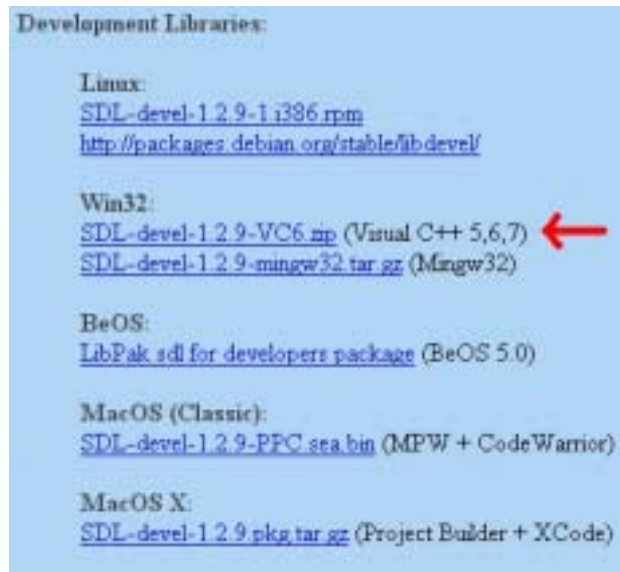 Development Libraries:
Linux:
SDL-devel-1.2.9-1.i386.rpm
http://packages.debian.org/stable/libdevel/
Win32:
SDL-devel-1.2.9-VC6.zip (Visual C++ 5,6,7)
SDL-devel-1.2.9-mingw32.tar.gz (Mingw32)
BeOS:
LibPak sdl for developers package (BeOS 5.0)
MacOS (Classic):
SDL-devel-1.2.9-PPC.sea.bin (MPW + CodeWarrior)
MacOS X:
SDL-devel-1.2.9.pkg.tar.gz (Project Builder + XCode)